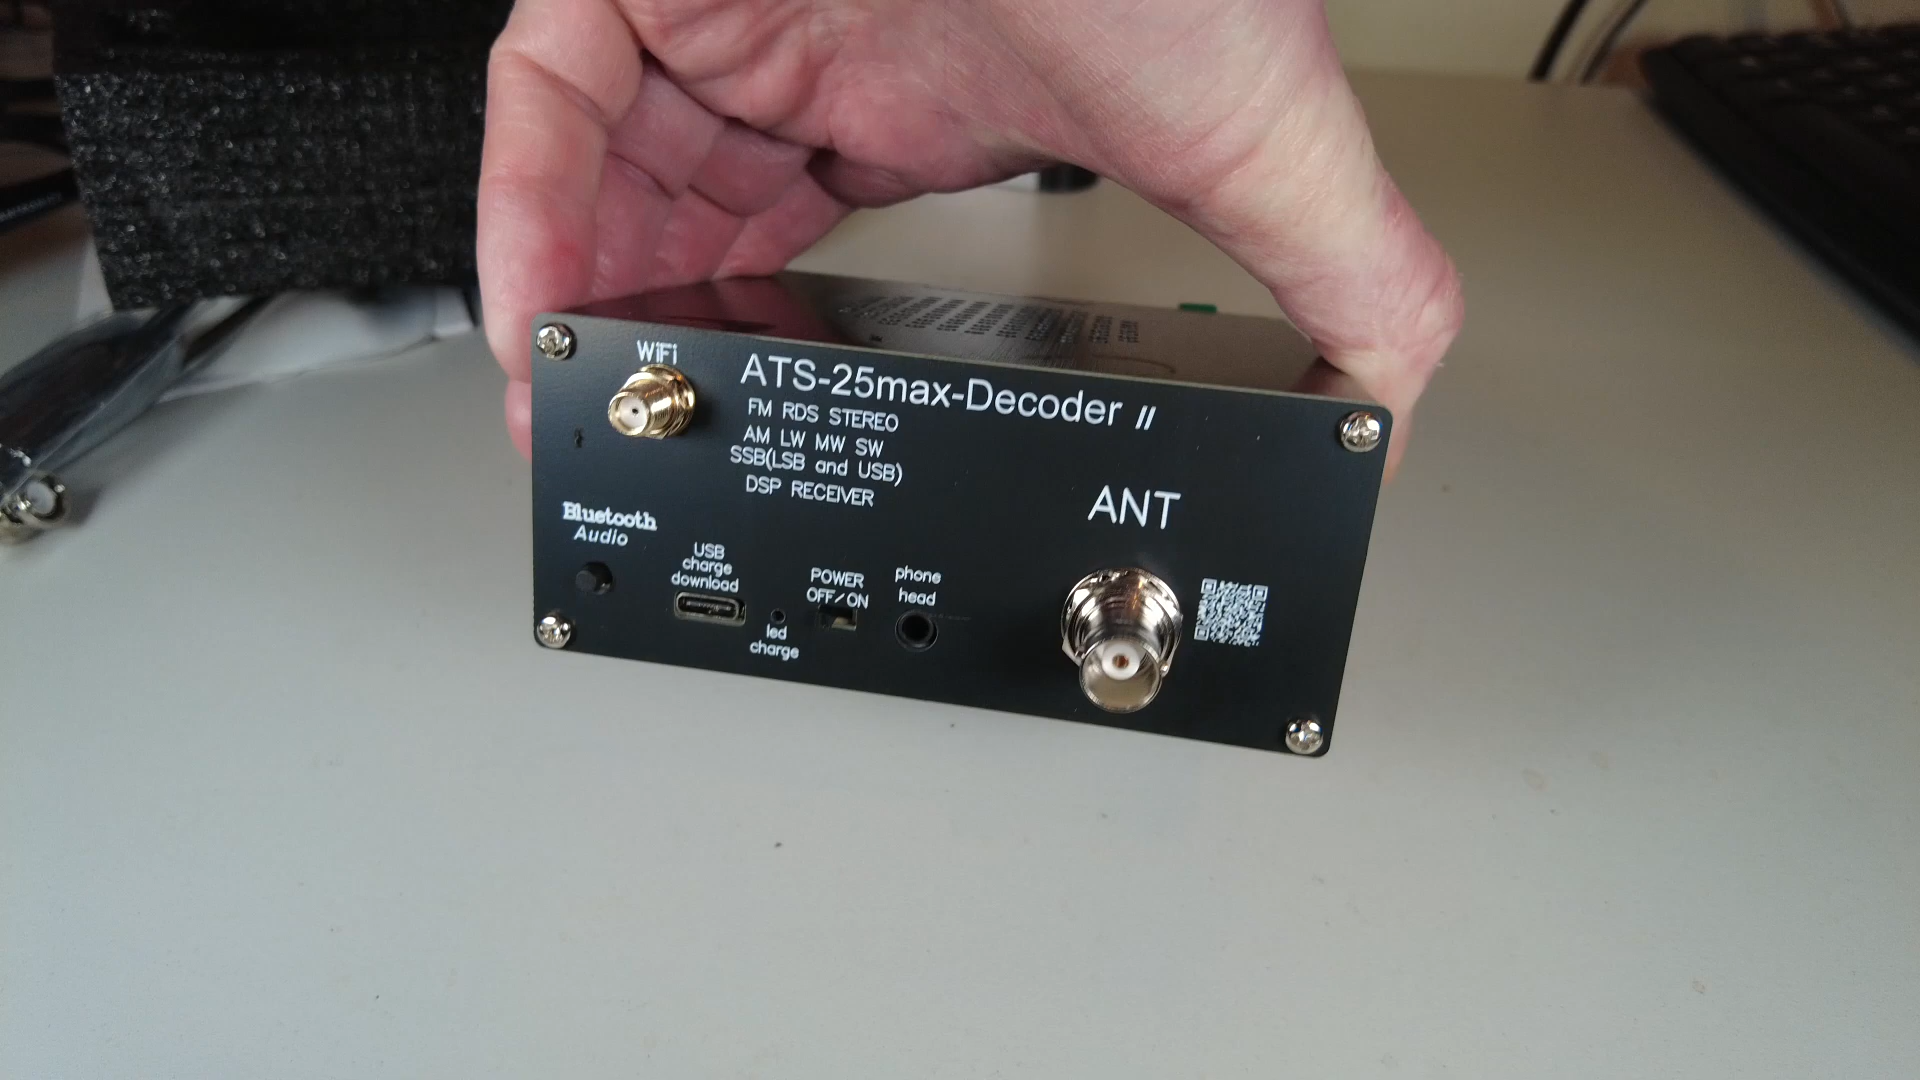 WiFi
ATS-25max-Decoder II
FM RDS STEREO
AM LW MW SW
SSB(LSB and USB)
DSP RECEIVER
ANT
Bluetooth
Audio
USB
charge
download
led
charge
POWER
OFF/ON
phone
head